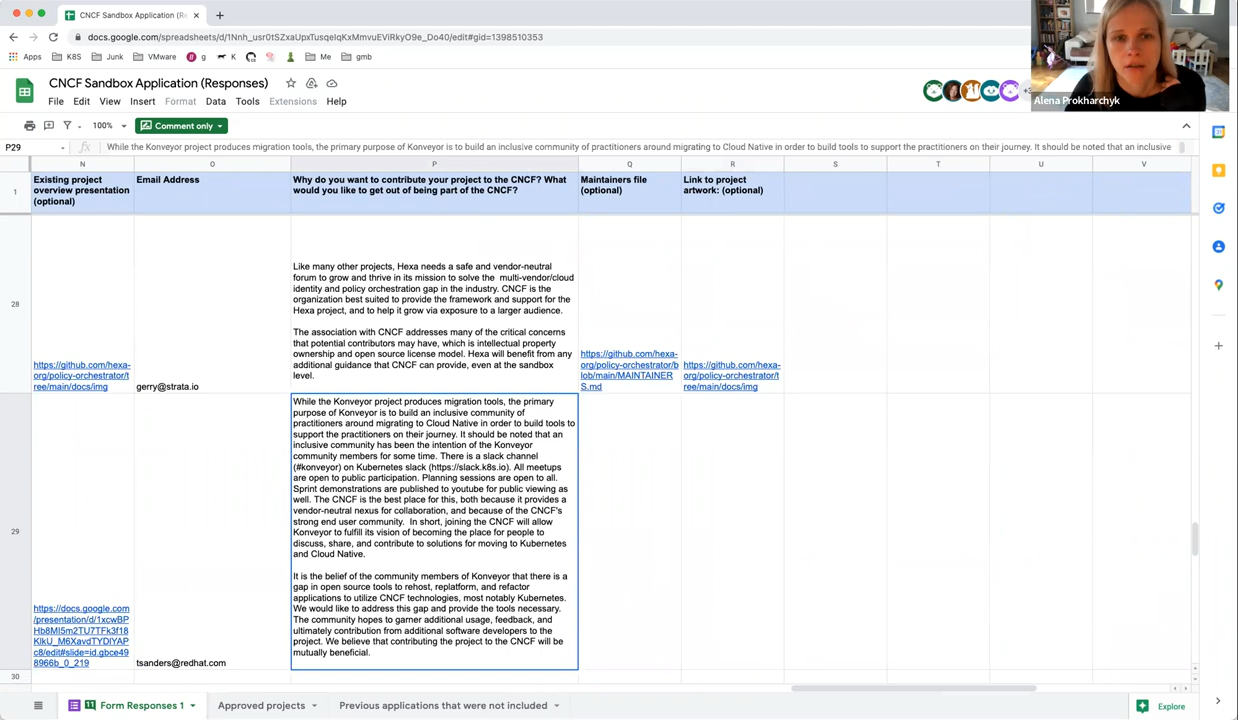 CNCF Sandbox Application (Re
docs.google.com/spreadsheets/d/1Nnh_usr0tSZxaUpxTusqelqKxMmvuEViRkyO9e_Do40/edit#gid=1398510353
Apps K8S Junk VMware g K Me gmb
Alena Prokharchyk
CNCF Sandbox Application (Responses)
File Edit View Insert Format Data Tools Extensions Help
100% Comment only
P29 fx While the Konveyor project produces migration tools, the primary purpose of Konveyor is to build an inclusive community of practitioners around migrating to Cloud Native in order to build tools to support the practitioners on their journey. It should be noted that an inclusive
N O P Q R S T U V
1
Existing project
overview presentation
(optional)
Email Address
Why do you want to contribute your project to the CNCF? What
would you like to get out of being part of the CNCF?
Maintainers file
(optional)
Link to project
artwork: (optional)
28
https://github.com/hexa-
org/policy-orchestrator/t
ree/main/docs/img
gerry@strata.io
Like many other projects, Hexa needs a safe and vendor-neutral
forum to grow and thrive in its mission to solve the multi-vendor/cloud
identity and policy orchestration gap in the industry. CNCF is the
organization best suited to provide the framework and support for the
Hexa project, and to help it grow via exposure to a larger audience.
The association with CNCF addresses many of the critical concerns
that potential contributors may have, which is intellectual property
ownership and open source license model. Hexa will benefit from any
additional guidance that CNCF can provide, even at the sandbox
level.
https://github.com/hexa-
org/policy-orchestrator/b
lob/main/MAINTAINER
S.md
https://github.com/hexa-
org/policy-orchestrator/t
ree/main/docs/img
29
https://docs.google.com
/presentation/d/1xcwBP
Hb8MI5m2TU7TFk3f18
KlkU_M6XavdTYDlYAP
c8/edit#slide=id.gbce49
8966b_0_219
tsanders@redhat.com
While the Konveyor project produces migration tools, the primary
purpose of Konveyor is to build an inclusive community of
practitioners around migrating to Cloud Native in order to build tools to
support the practitioners on their journey. It should be noted that an
inclusive community has been the intention of the Konveyor
community members for some time. There is a slack channel
(#konveyor) on Kubernetes slack (https://slack.k8s.io). All meetups
are open to public participation. Planning sessions are open to all.
Sprint demonstrations are published to youtube for public viewing as
well. The CNCF is the best place for this, both because it provides a
vendor-neutral nexus for collaboration, and because of the CNCF's
strong end user community. In short, joining the CNCF will allow
Konveyor to fulfill its vision of becoming the place for people to
discuss, share, and contribute to solutions for moving to Kubernetes
and Cloud Native.
It is the belief of the community members of Konveyor that there is a
gap in open source tools to rehost, replatform, and refactor
applications to utilize CNCF technologies, most notably Kubernetes.
We would like to address this gap and provide the tools necessary.
The community hopes to garner additional usage, feedback, and
ultimately contribution from additional software developers to the
project. We believe that contributing the project to the CNCF will be
mutually beneficial.
30
11 Form Responses 1 Approved projects Previous applications that were not included Explore